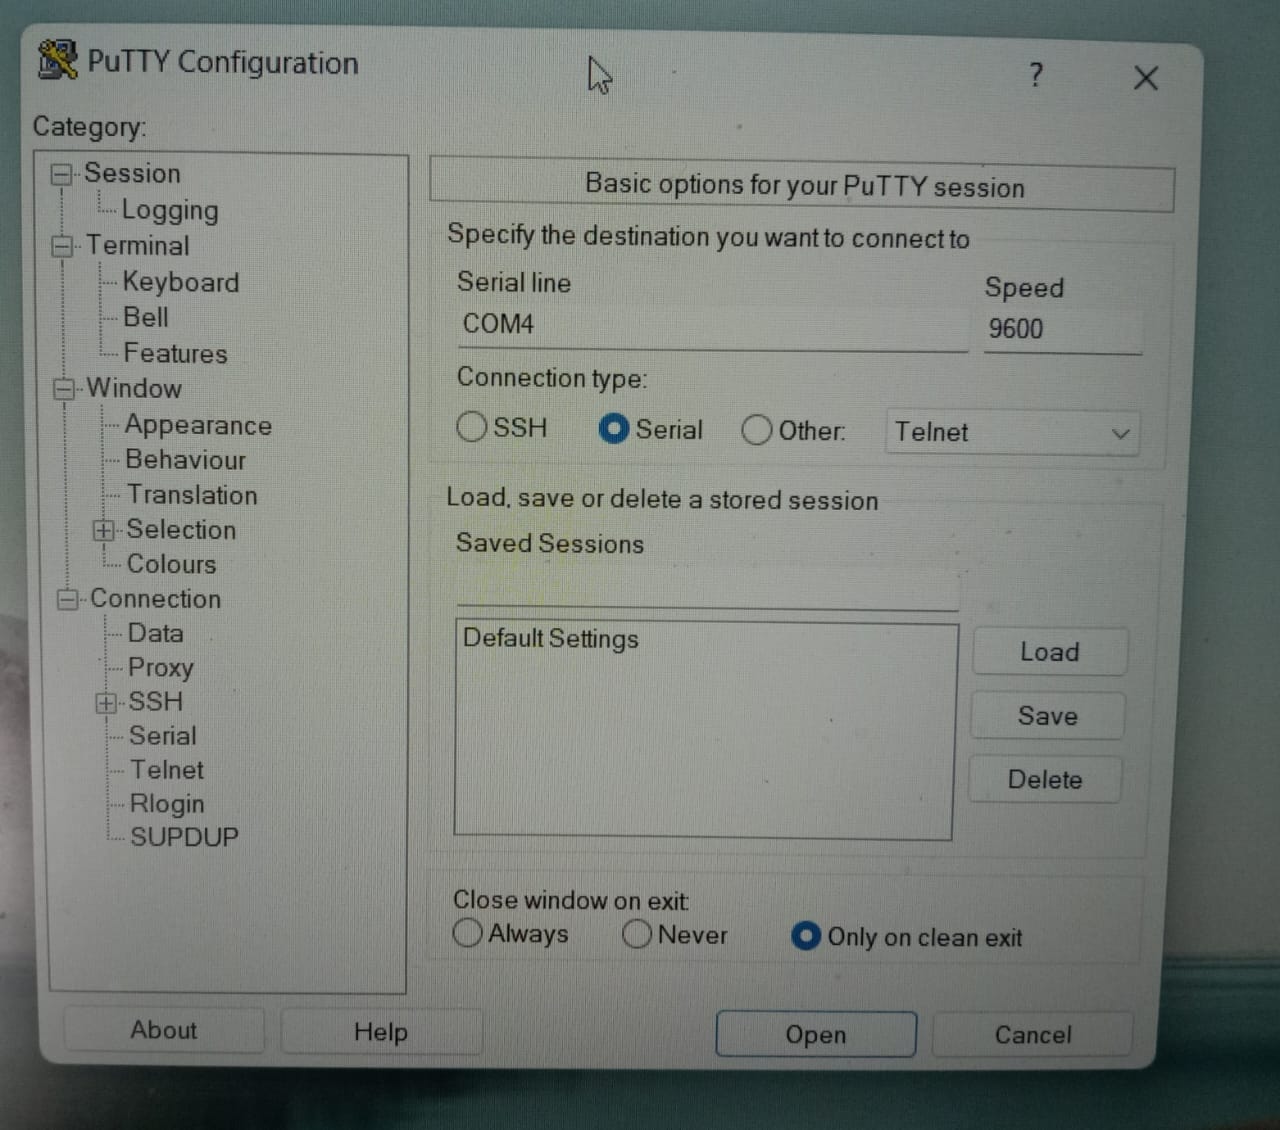 PuTTY Configuration
?
Category:
Session
Logging
Terminal
Keyboard
Bell
Features
Window
Appearance
Behaviour
Translation
Selection
Colours
Connection
Data
Proxy
SSH
Serial
Telnet
Rlogin
SUPDUP
Basic options for your PuTTY session
Specify the destination you want to connect to
Serial line Speed
COM4 9600
Connection type:
SSH Serial Other: Telnet
Load, save or delete a stored session
Saved Sessions
Default Settings
Load
Save
Delete
Close window on exit:
Always Never Only on clean exit
About Help Open Cancel